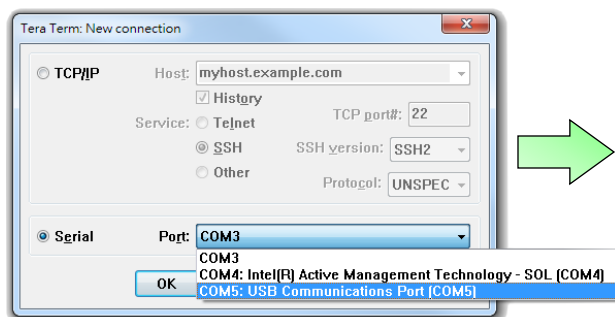 Tera Term: New connection
TCP/IP Host: myhost.example.com
History
Service: Telnet TCP port#: 22
SSH SSH version: SSH2
Other Protocol: UNSPEC
Serial Port: COM3
COM3
COM4: Intel(R) Active Management Technology - SOL (COM4)
OK COM5: USB Communications Port (COM5)